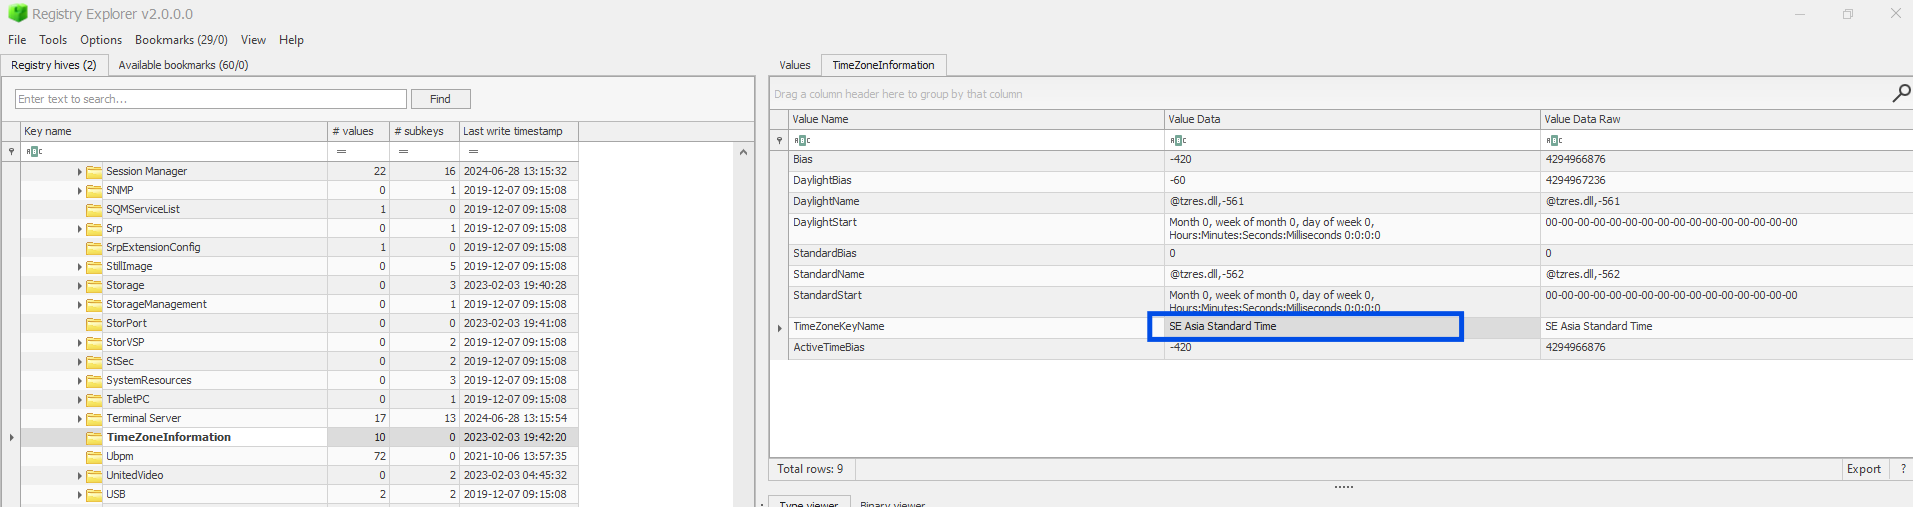 Registry Explorer v2.0.0.0
File Tools Options Bookmarks (29/0) View Help
Registry hives (2) Available bookmarks (60/0)
Enter text to search... Find
Key name # values # subkeys Last write timestamp
ABC = = =
Session Manager 22 16 2024-06-28 13:15:32
SNMP 0 1 2019-12-07 09:15:08
SQMServiceList 1 0 2019-12-07 09:15:08
Srp 0 1 2019-12-07 09:15:08
SrpExtensionConfig 1 0 2019-12-07 09:15:08
StillImage 0 5 2019-12-07 09:15:08
Storage 0 3 2023-02-03 19:40:28
StorageManagement 0 1 2019-12-07 09:15:08
StorPort 0 0 2023-02-03 19:41:08
StorVSP 0 2 2019-12-07 09:15:08
StSec 0 2 2019-12-07 09:15:08
SystemResources 0 3 2019-12-07 09:15:08
TabletPC 0 1 2019-12-07 09:15:08
Terminal Server 17 13 2024-06-28 13:15:54
TimeZoneInformation 10 0 2023-02-03 19:42:20
Ubpm 72 0 2021-10-06 13:57:35
UnitedVideo 0 2 2023-02-03 04:45:32
USB 2 2 2019-12-07 09:15:08
Values TimeZoneInformation
Drag a column header here to group by that column
Value Name Value Data Value Data Raw
ABC ABC ABC
Bias -420 4294966876
DaylightBias -60 4294967236
DaylightName @tzres.dll,-561 @tzres.dll,-561
DaylightStart Month 0, week of month 0, day of week 0, 00-00-00-00-00-00-00-00-00-00-00-00-00-00-00-00
Hours:Minutes:Seconds:Milliseconds 0:0:0:0
StandardBias 0 0
StandardName @tzres.dll,-562 @tzres.dll,-562
StandardStart Month 0, week of month 0, day of week 0, 00-00-00-00-00-00-00-00-00-00-00-00-00-00-00-00
Hours:Minutes:Seconds:Milliseconds 0:0:0:0
TimeZoneKeyName SE Asia Standard Time SE Asia Standard Time
ActiveTimeBias -420 4294966876
Total rows: 9 Export ?
Type viewer Binary viewer